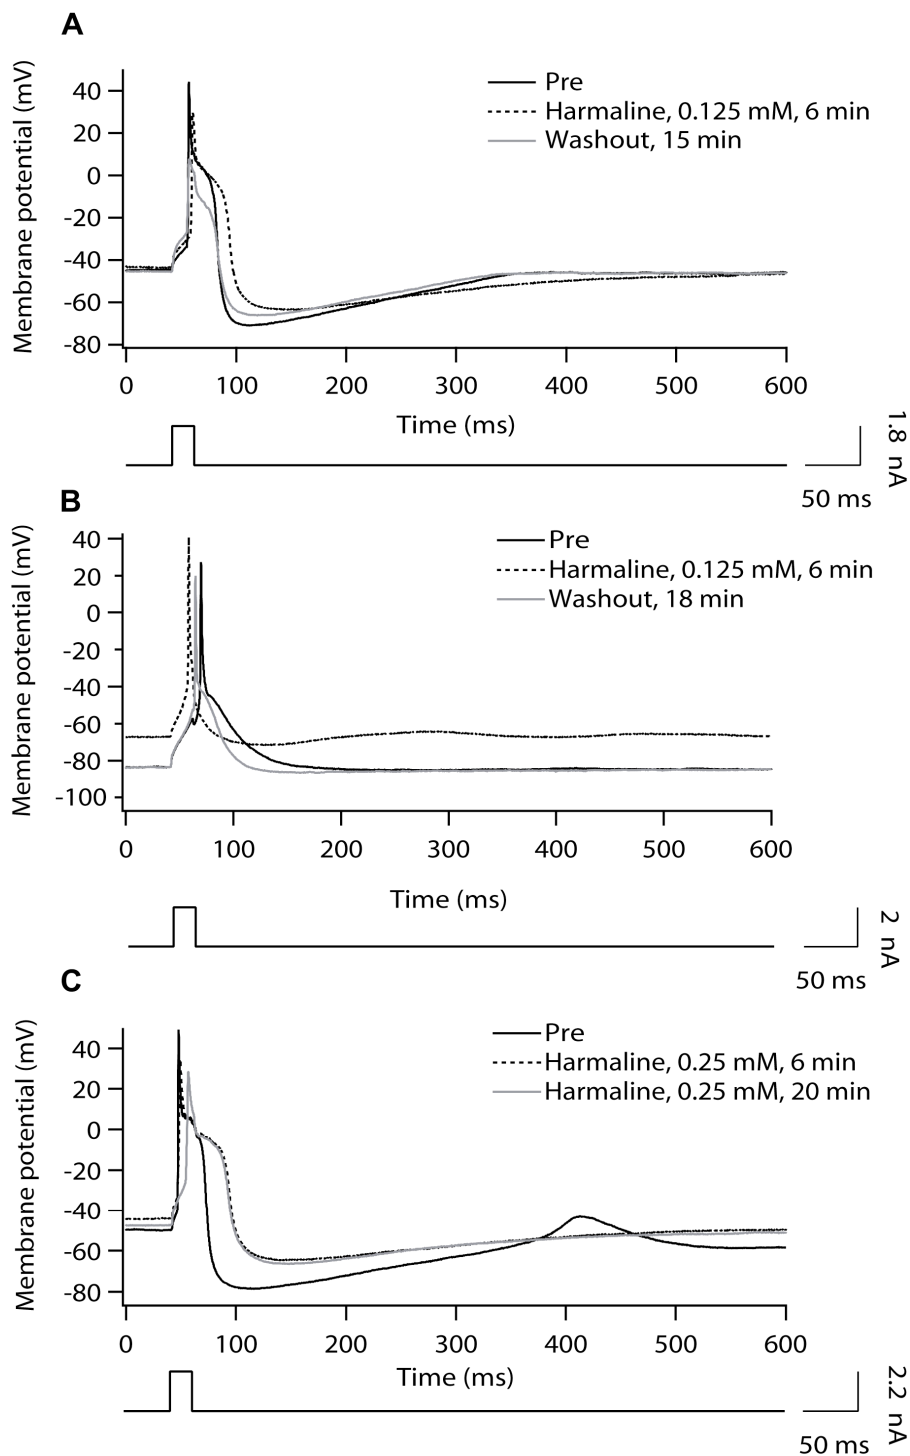 A
Membrane potential (mV)
40
20
0
-20
-40
-60
-80
Pre
Harmaline, 0.125 mM, 6 min
Washout, 15 min
0 100 200 300 400 500 600
Time (ms)
1.8 nA
50 ms
B
Membrane potential (mV)
40
20
0
-20
-40
-60
-80
-100
Pre
Harmaline, 0.125 mM, 6 min
Washout, 18 min
0 100 200 300 400 500 600
Time (ms)
2 nA
50 ms
C
Membrane potential (mV)
40
20
0
-20
-40
-60
-80
Pre
Harmaline, 0.25 mM, 6 min
Harmaline, 0.25 mM, 20 min
0 100 200 300 400 500 600
Time (ms)
2.2 nA
50 ms